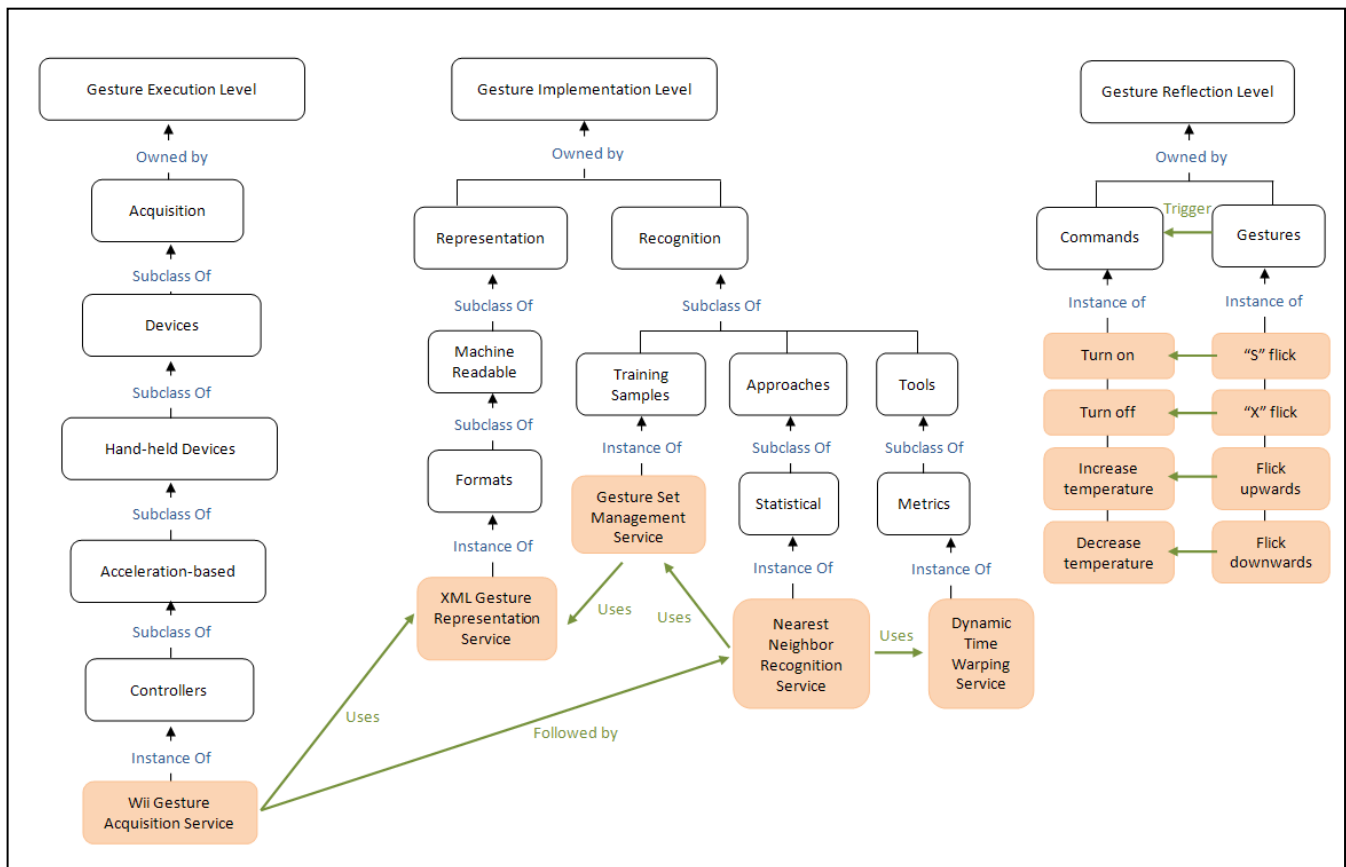 Gesture Execution Level
Gesture Implementation Level
Gesture Reflection Level
Owned by
Owned by
Owned by
Acquisition
Representation
Recognition
Commands
Trigger
Gestures
Subclass Of
Subclass Of
Subclass Of
Instance of
Instance of
Devices
Machine
Readable
Training
Samples
Approaches
Tools
Turn on
“S” flick
Turn off
“X” flick
Subclass Of
Subclass Of
Instance Of
Subclass Of
Subclass Of
Hand-held Devices
Formats
Gesture Set
Management
Service
Statistical
Metrics
Increase
temperature
Flick
upwards
Decrease
temperature
Flick
downwards
Subclass Of
Instance Of
Instance Of
Instance Of
Acceleration-based
XML Gesture
Representation
Service
Uses
Uses
Nearest
Neighbor
Recognition
Service
Uses
Dynamic
Time
Warping
Service
Subclass Of
Controllers
Uses
Followed by
Instance Of
Wii Gesture
Acquisition Service